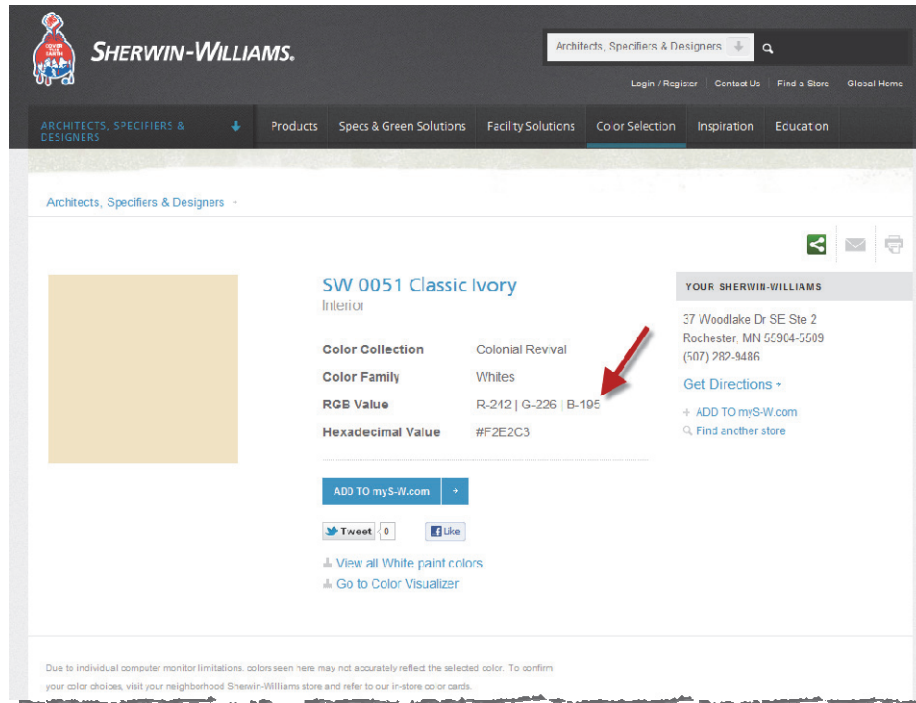 COVER THE EARTH
SHERWIN-WILLIAMS.
Architects, Specifiers & Designers
Login / Register Contact Us Find a Store Global Home
ARCHITECTS, SPECIFIERS & DESIGNERS
Products Specs & Green Solutions Facility Solutions Color Selection Inspiration Education
Architects, Specifiers & Designers
SW 0051 Classic Ivory
Interior
Color Collection Colonial Revival
Color Family Whites
RGB Value R-242 | G-226 | B-195
Hexadecimal Value #F2E2C3
ADD TO myS-W.com
Tweet 0 Like
View all White paint colors
Go to Color Visualizer
YOUR SHERWIN-WILLIAMS
37 Woodlake Dr SE Ste 2
Rochester, MN 55904-5509
(507) 282-9486
Get Directions
ADD TO myS-W.com
Find another store
Due to individual computer monitor limitations, colors seen here may not accurately reflect the selected color. To confirm
your color choices, visit your neighborhood Sherwin-Williams store and refer to our in-store color cards.